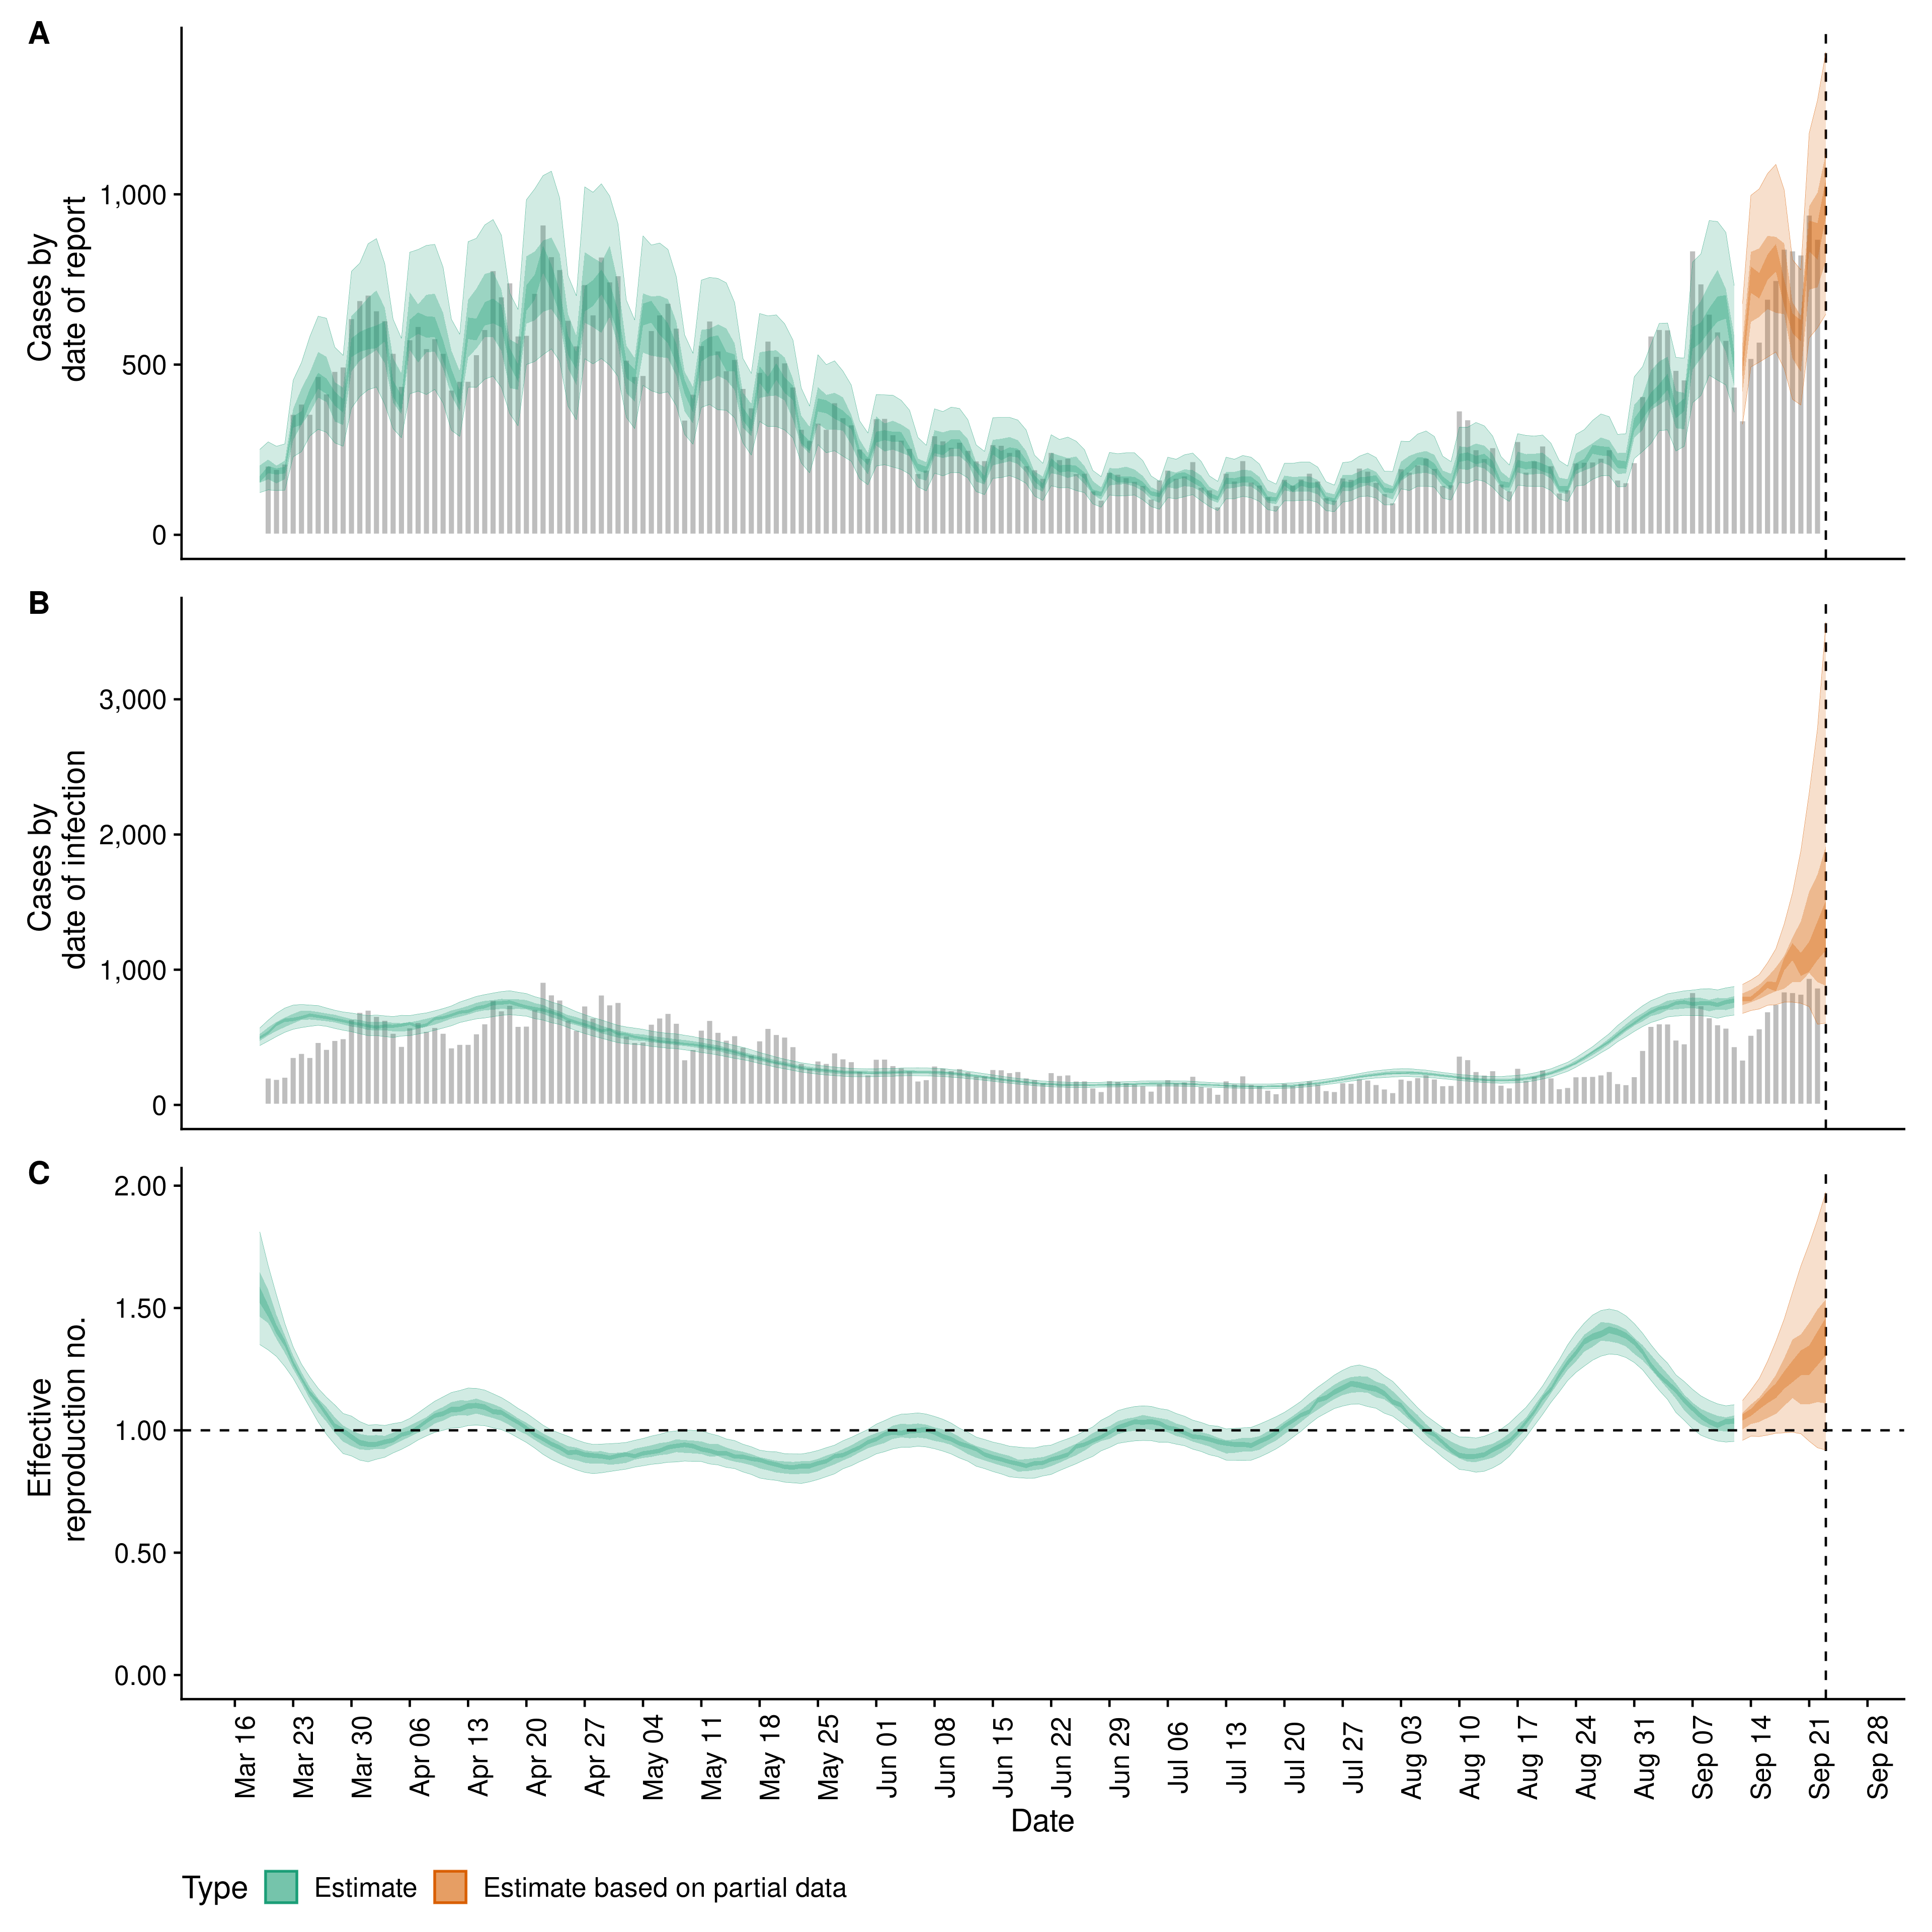 A
Cases by
date of report
1,000
500
0
B
Cases by
date of infection
3,000
2,000
1,000
0
C
Effective
reproduction no.
2.00
1.50
1.00
0.50
0.00
Mar 16
Mar 23
Mar 30
Apr 06
Apr 13
Apr 20
Apr 27
May 04
May 11
May 18
May 25
Jun 01
Jun 08
Jun 15
Jun 22
Jun 29
Jul 06
Jul 13
Jul 20
Jul 27
Aug 03
Aug 10
Aug 17
Aug 24
Aug 31
Sep 07
Sep 14
Sep 21
Sep 28
Date
Type Estimate Estimate based on partial data